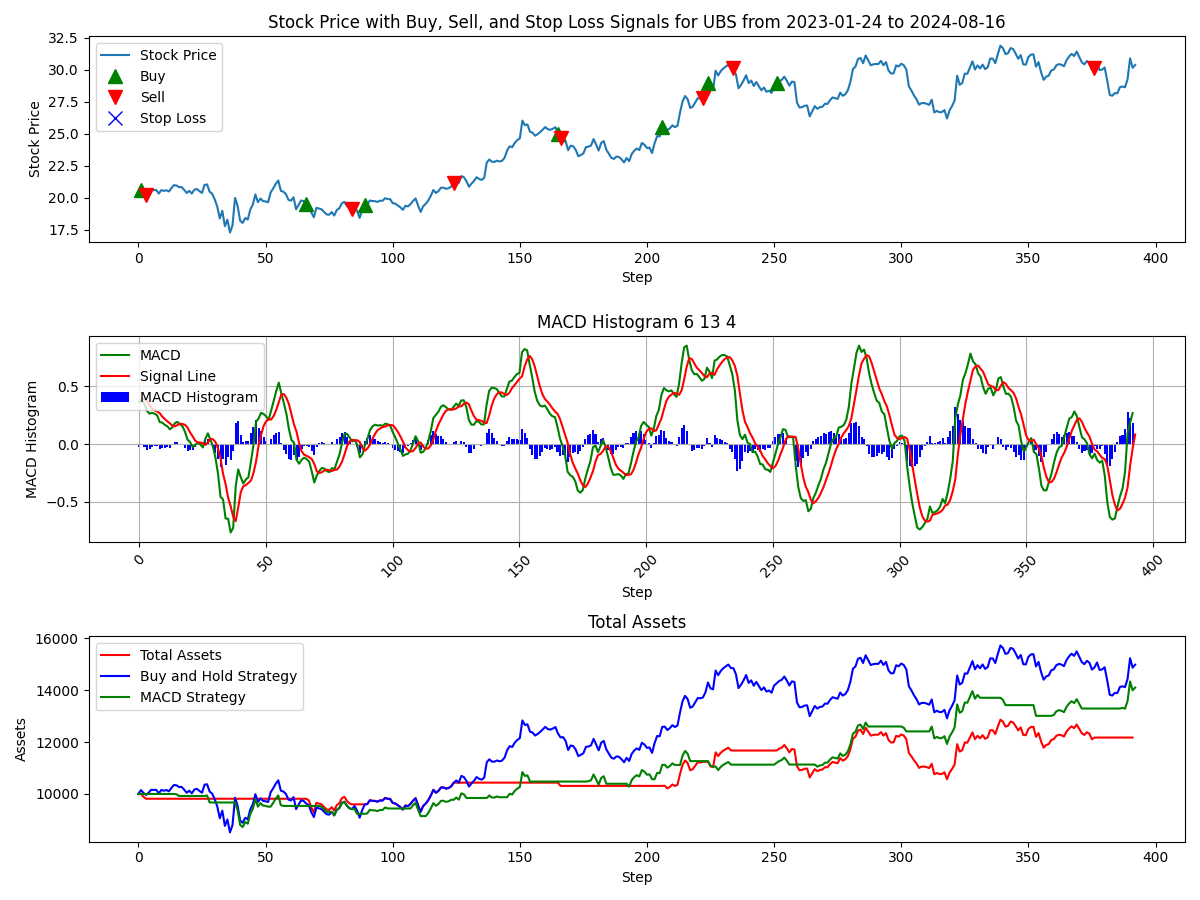 Stock Price with Buy, Sell, and Stop Loss Signals for UBS from 2023-01-24 to 2024-08-16
Stock Price
32.5
30.0
27.5
25.0
22.5
20.0
17.5
Stock Price
Buy
Sell
Stop Loss
0
50
100
150
200
250
300
350
400
Step
MACD Histogram 6 13 4
MACD Histogram
0.5
0.0
−0.5
MACD
Signal Line
MACD Histogram
0
50
100
150
200
250
300
350
400
Step
Total Assets
Assets
16000
14000
12000
10000
Total Assets
Buy and Hold Strategy
MACD Strategy
0
50
100
150
200
250
300
350
400
Step